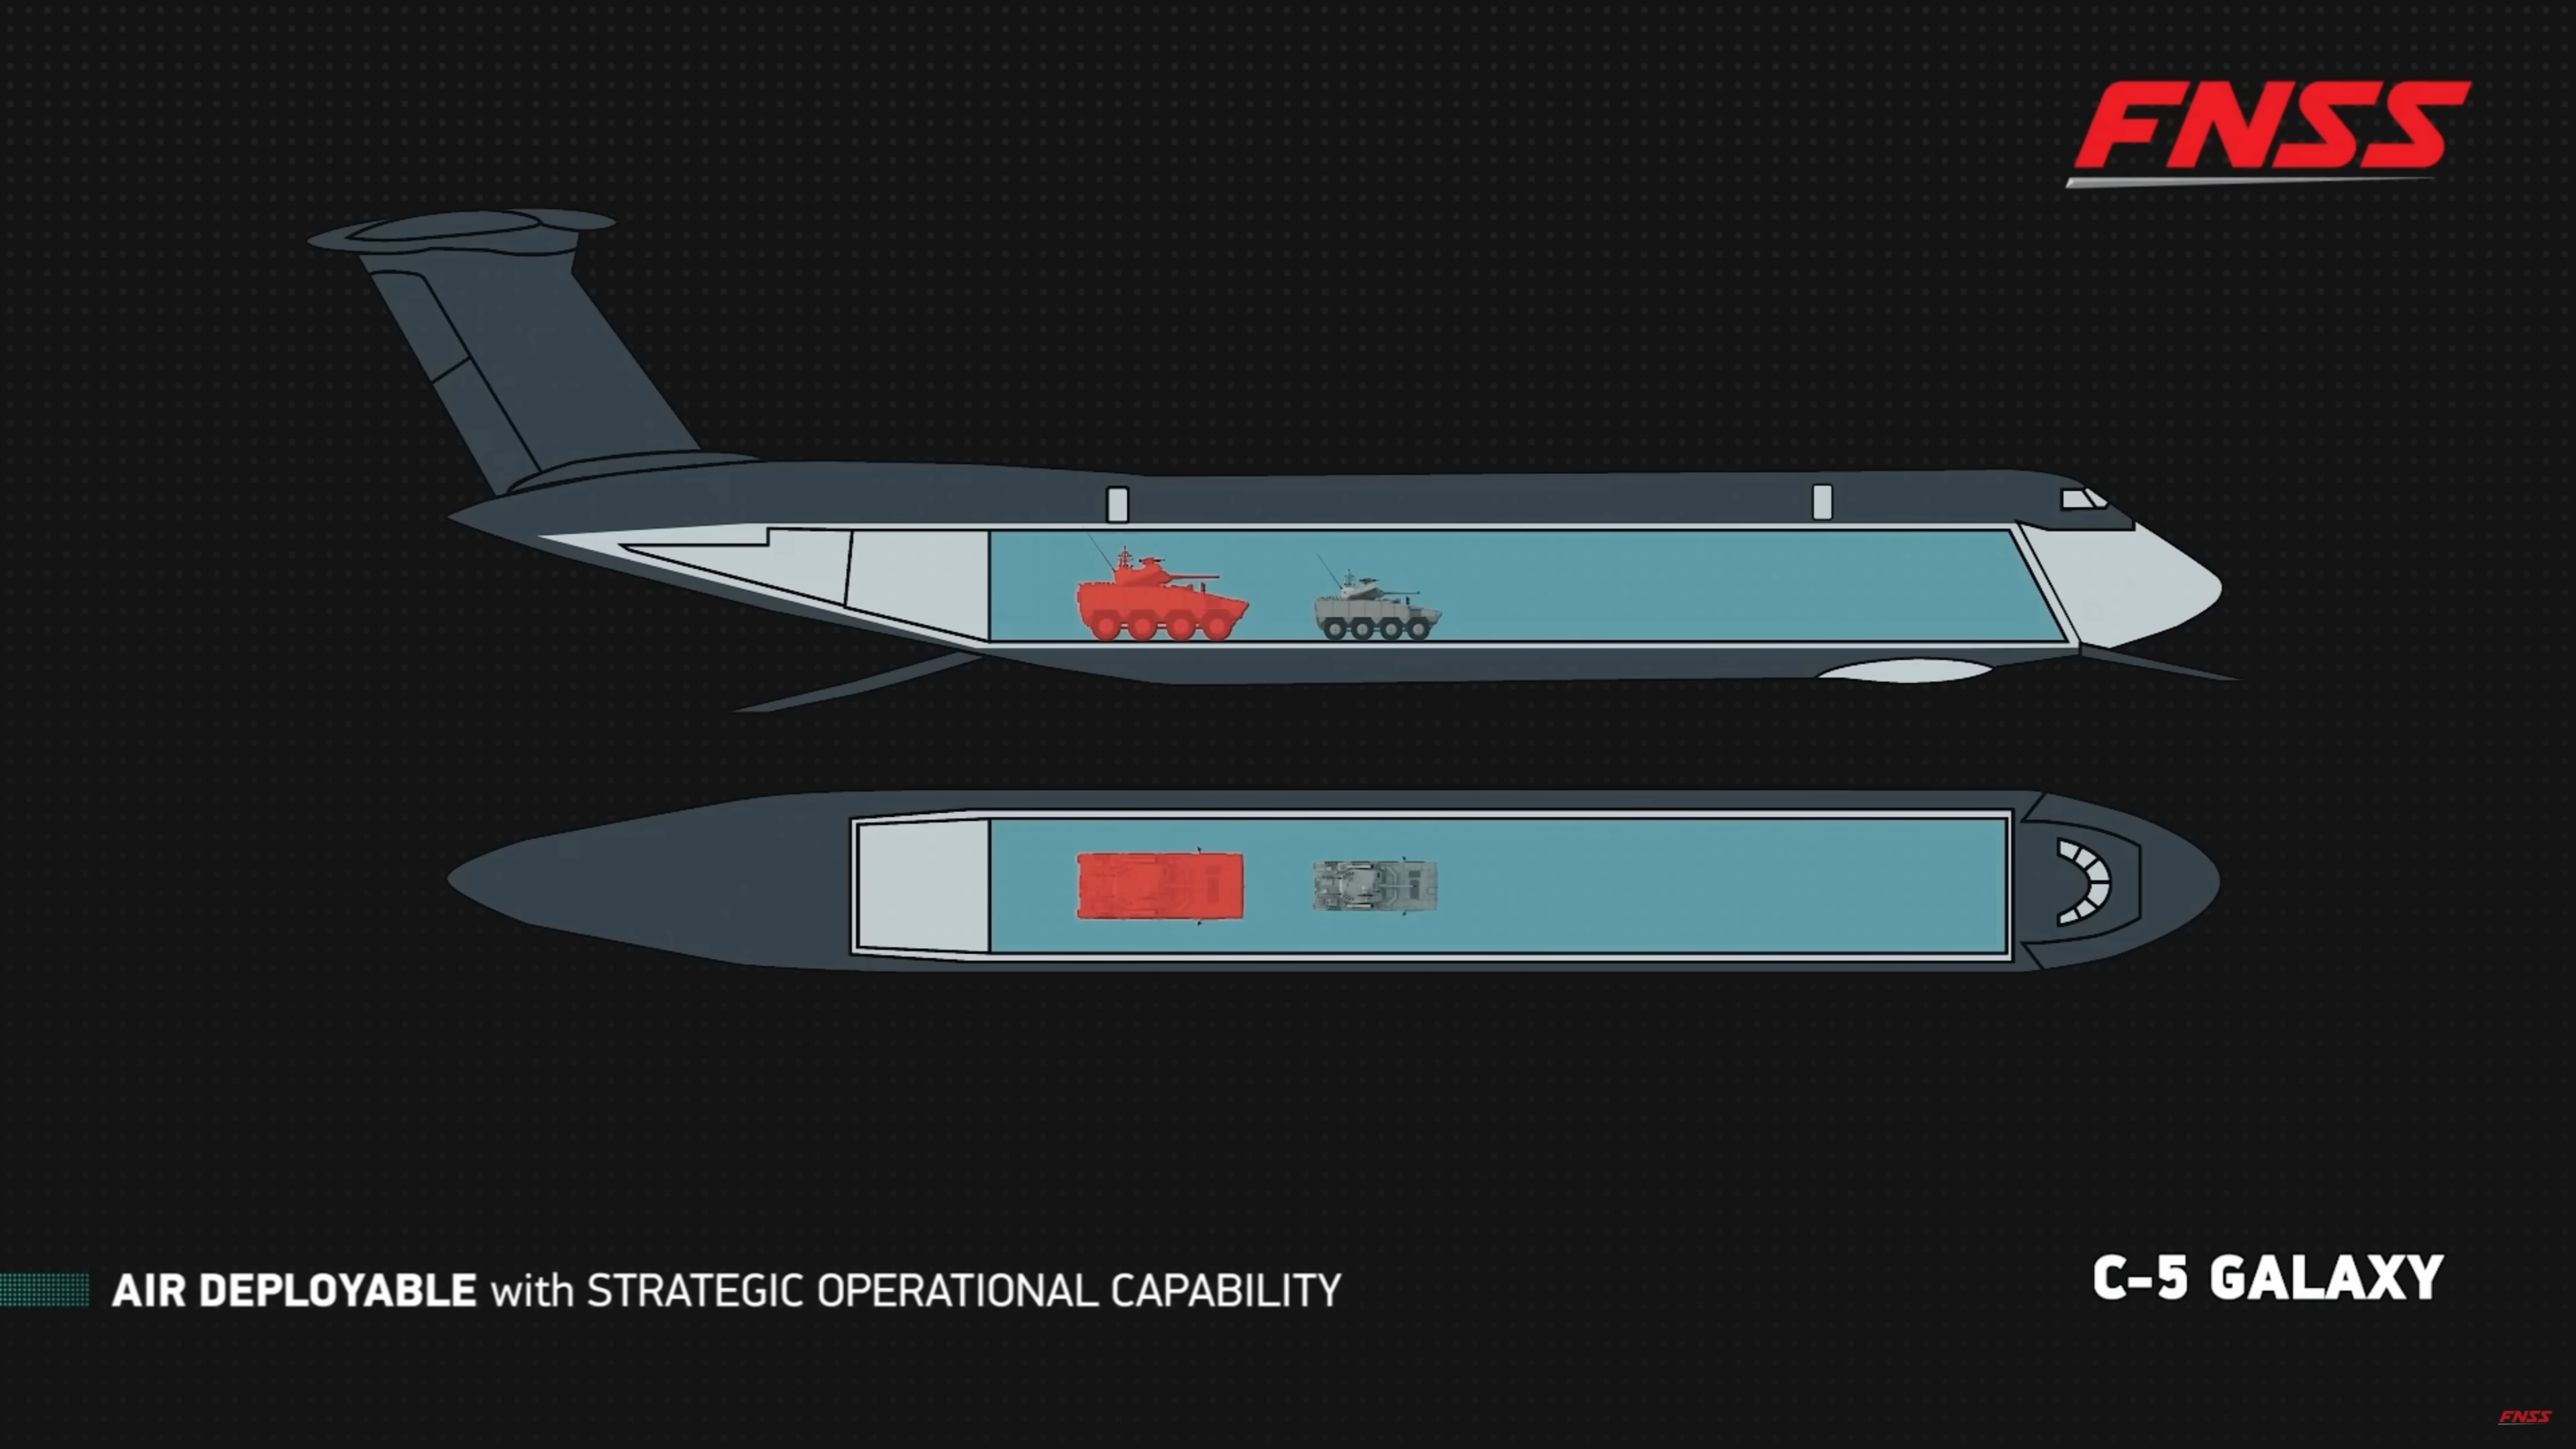 FNSS
AIR DEPLOYABLE with STRATEGIC OPERATIONAL CAPABILITY
C-5 GALAXY
FNSS